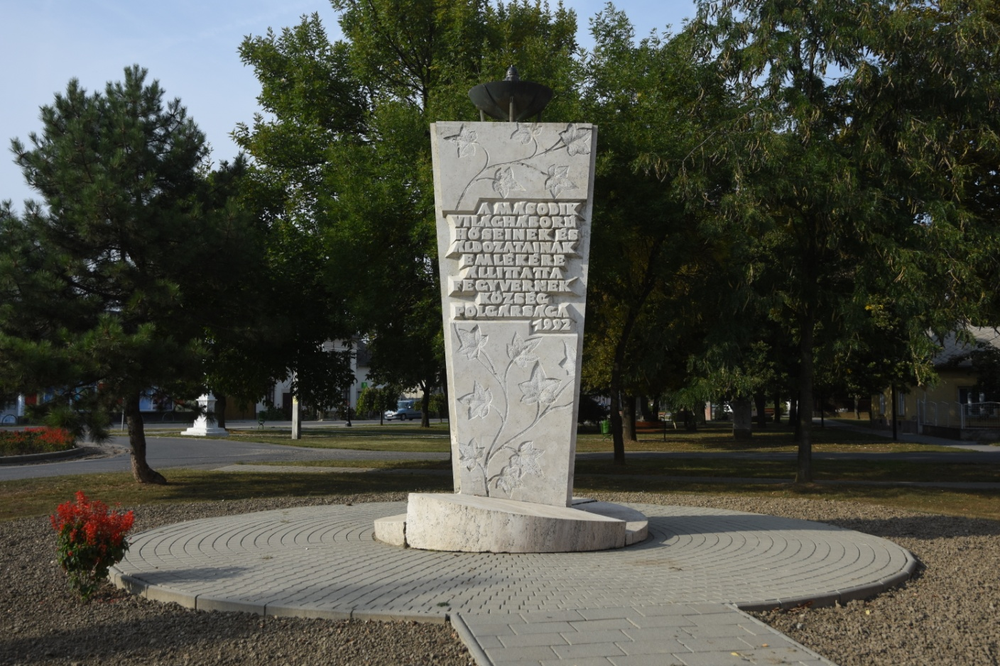 A MÁSODIK
VILÁGHÁBORÚ
HŐSEINEK ÉS
ÁLDOZATAINAK
EMLÉKÉRE
ÁLLÍTTATTA
FEGYVERNEK
KÖZSÉG
POLGÁRSÁGA
1992